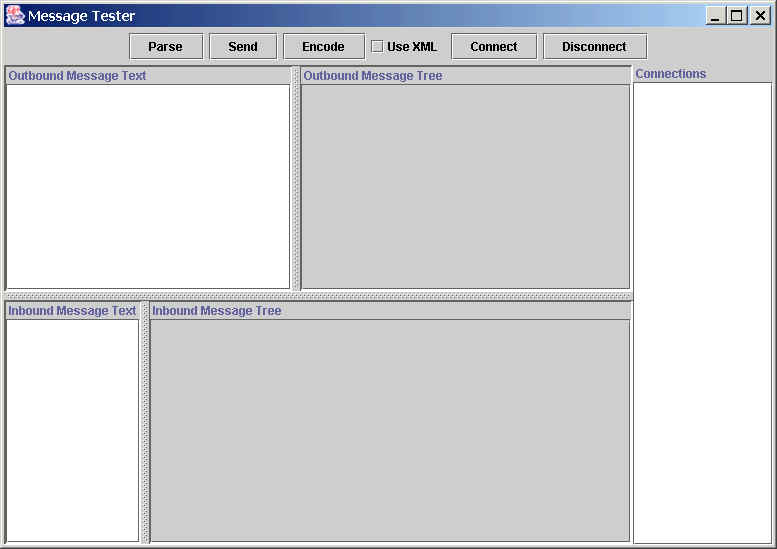 Message Tester
Parse Send Encode Use XML Connect Disconnect
Outbound Message Text Outbound Message Tree Connections
Inbound Message Text Inbound Message Tree